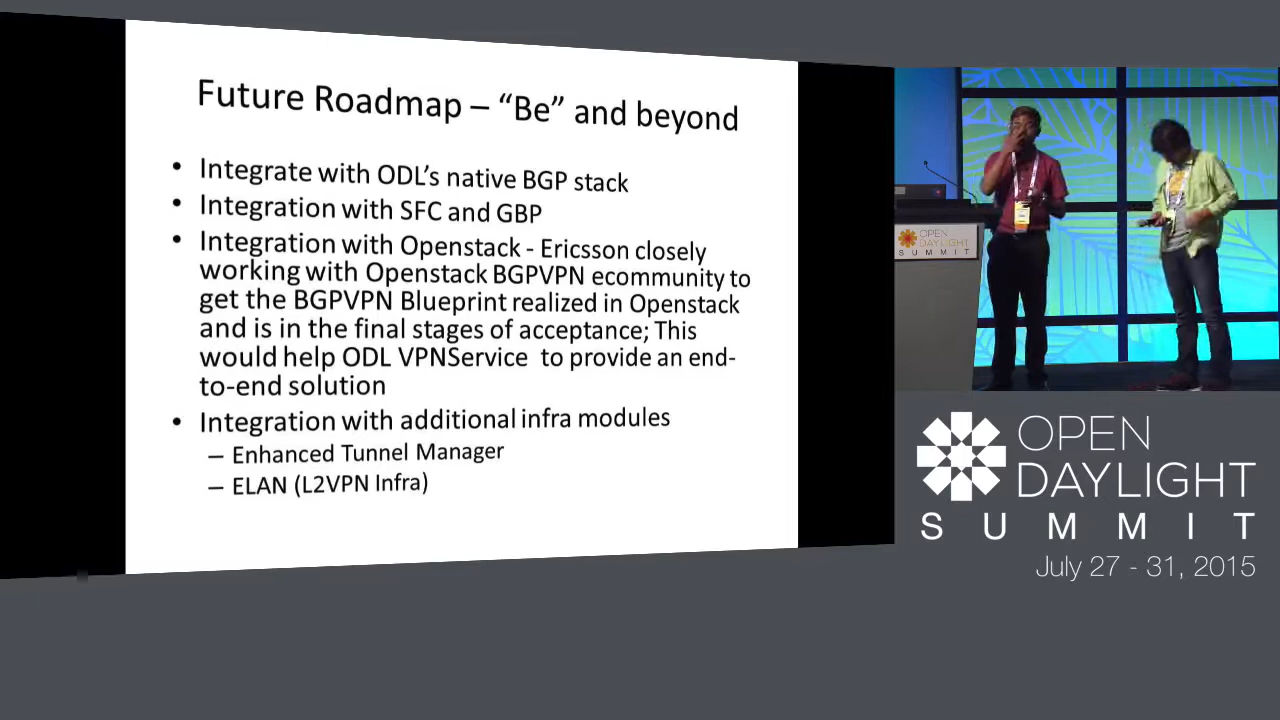 Future Roadmap – “Be” and beyond
• Integrate with ODL’s native BGP stack
• Integration with SFC and GBP
• Integration with Openstack - Ericsson closely
working with Openstack BGPVPN ecommunity to
get the BGPVPN Blueprint realized in Openstack
and is in the final stages of acceptance; This
would help ODL VPNService to provide an end-
to-end solution
• Integration with additional infra modules
– Enhanced Tunnel Manager
– ELAN (L2VPN Infra)
OPEN
DAYLIGHT
SUMMIT
OPEN
DAYLIGHT
SUMMIT
July 27 - 31, 2015